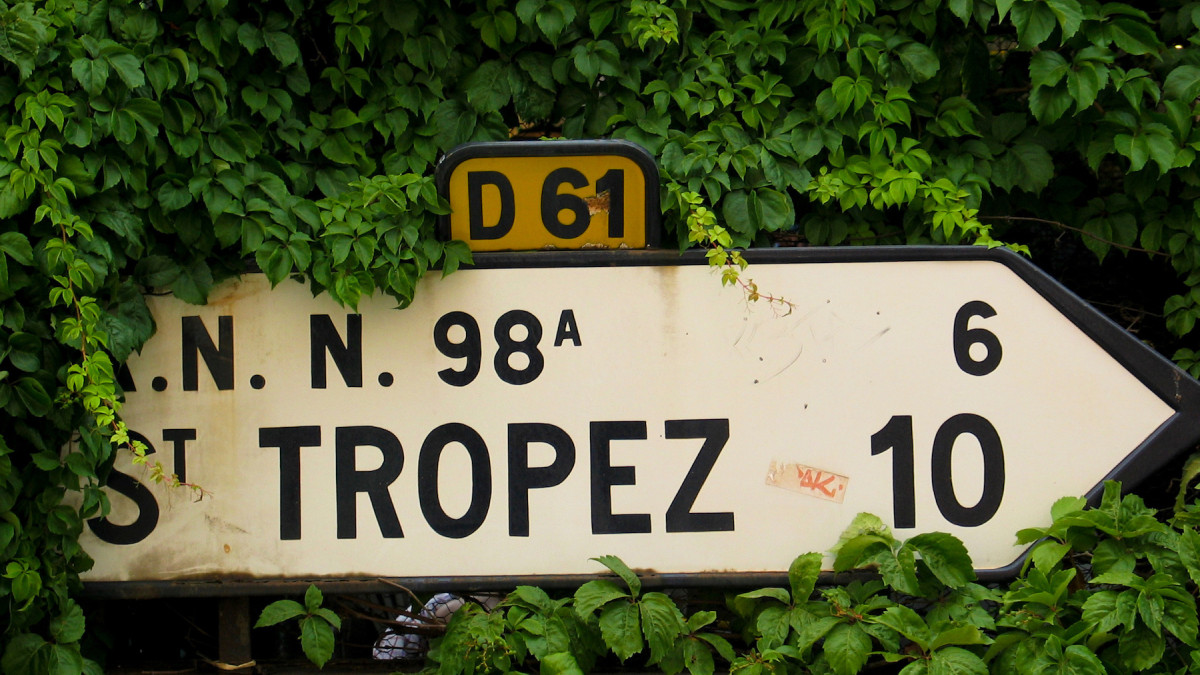 D 61
R.N. N. 98A 6
ST TROPEZ 10